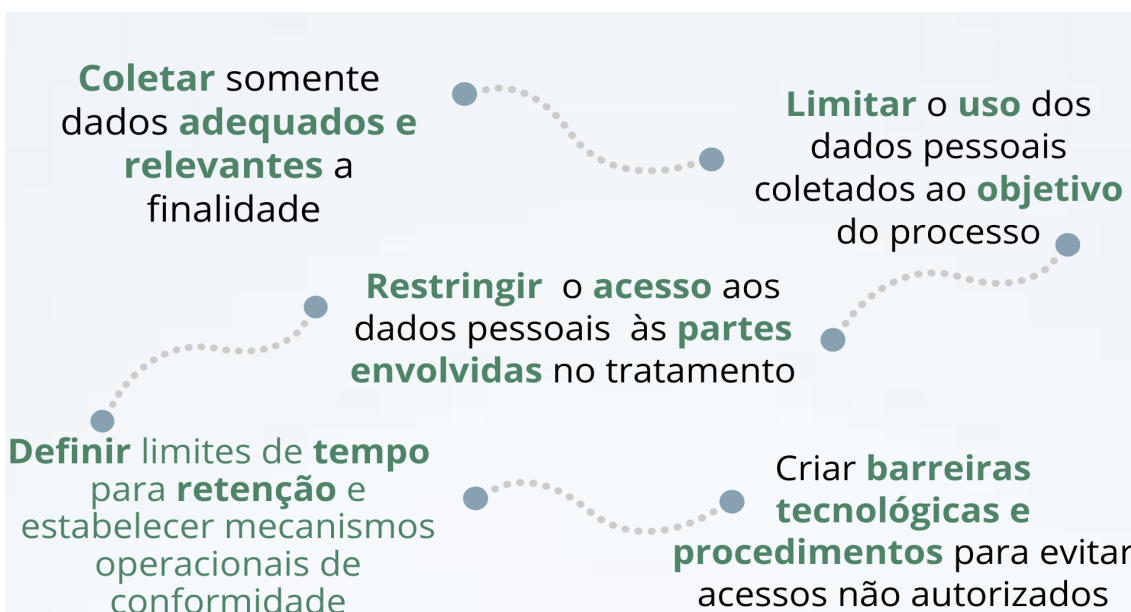 Coletar somente
dados adequados e
relevantes a
finalidade
Limitar o uso dos
dados pessoais
coletados ao objetivo
do processo
Restringir o acesso aos
dados pessoais às partes
envolvidas no tratamento
Definir limites de tempo
para retenção e
estabelecer mecanismos
operacionais de
conformidade
Criar barreiras
tecnológicas e
procedimentos para evitar
acessos não autorizados